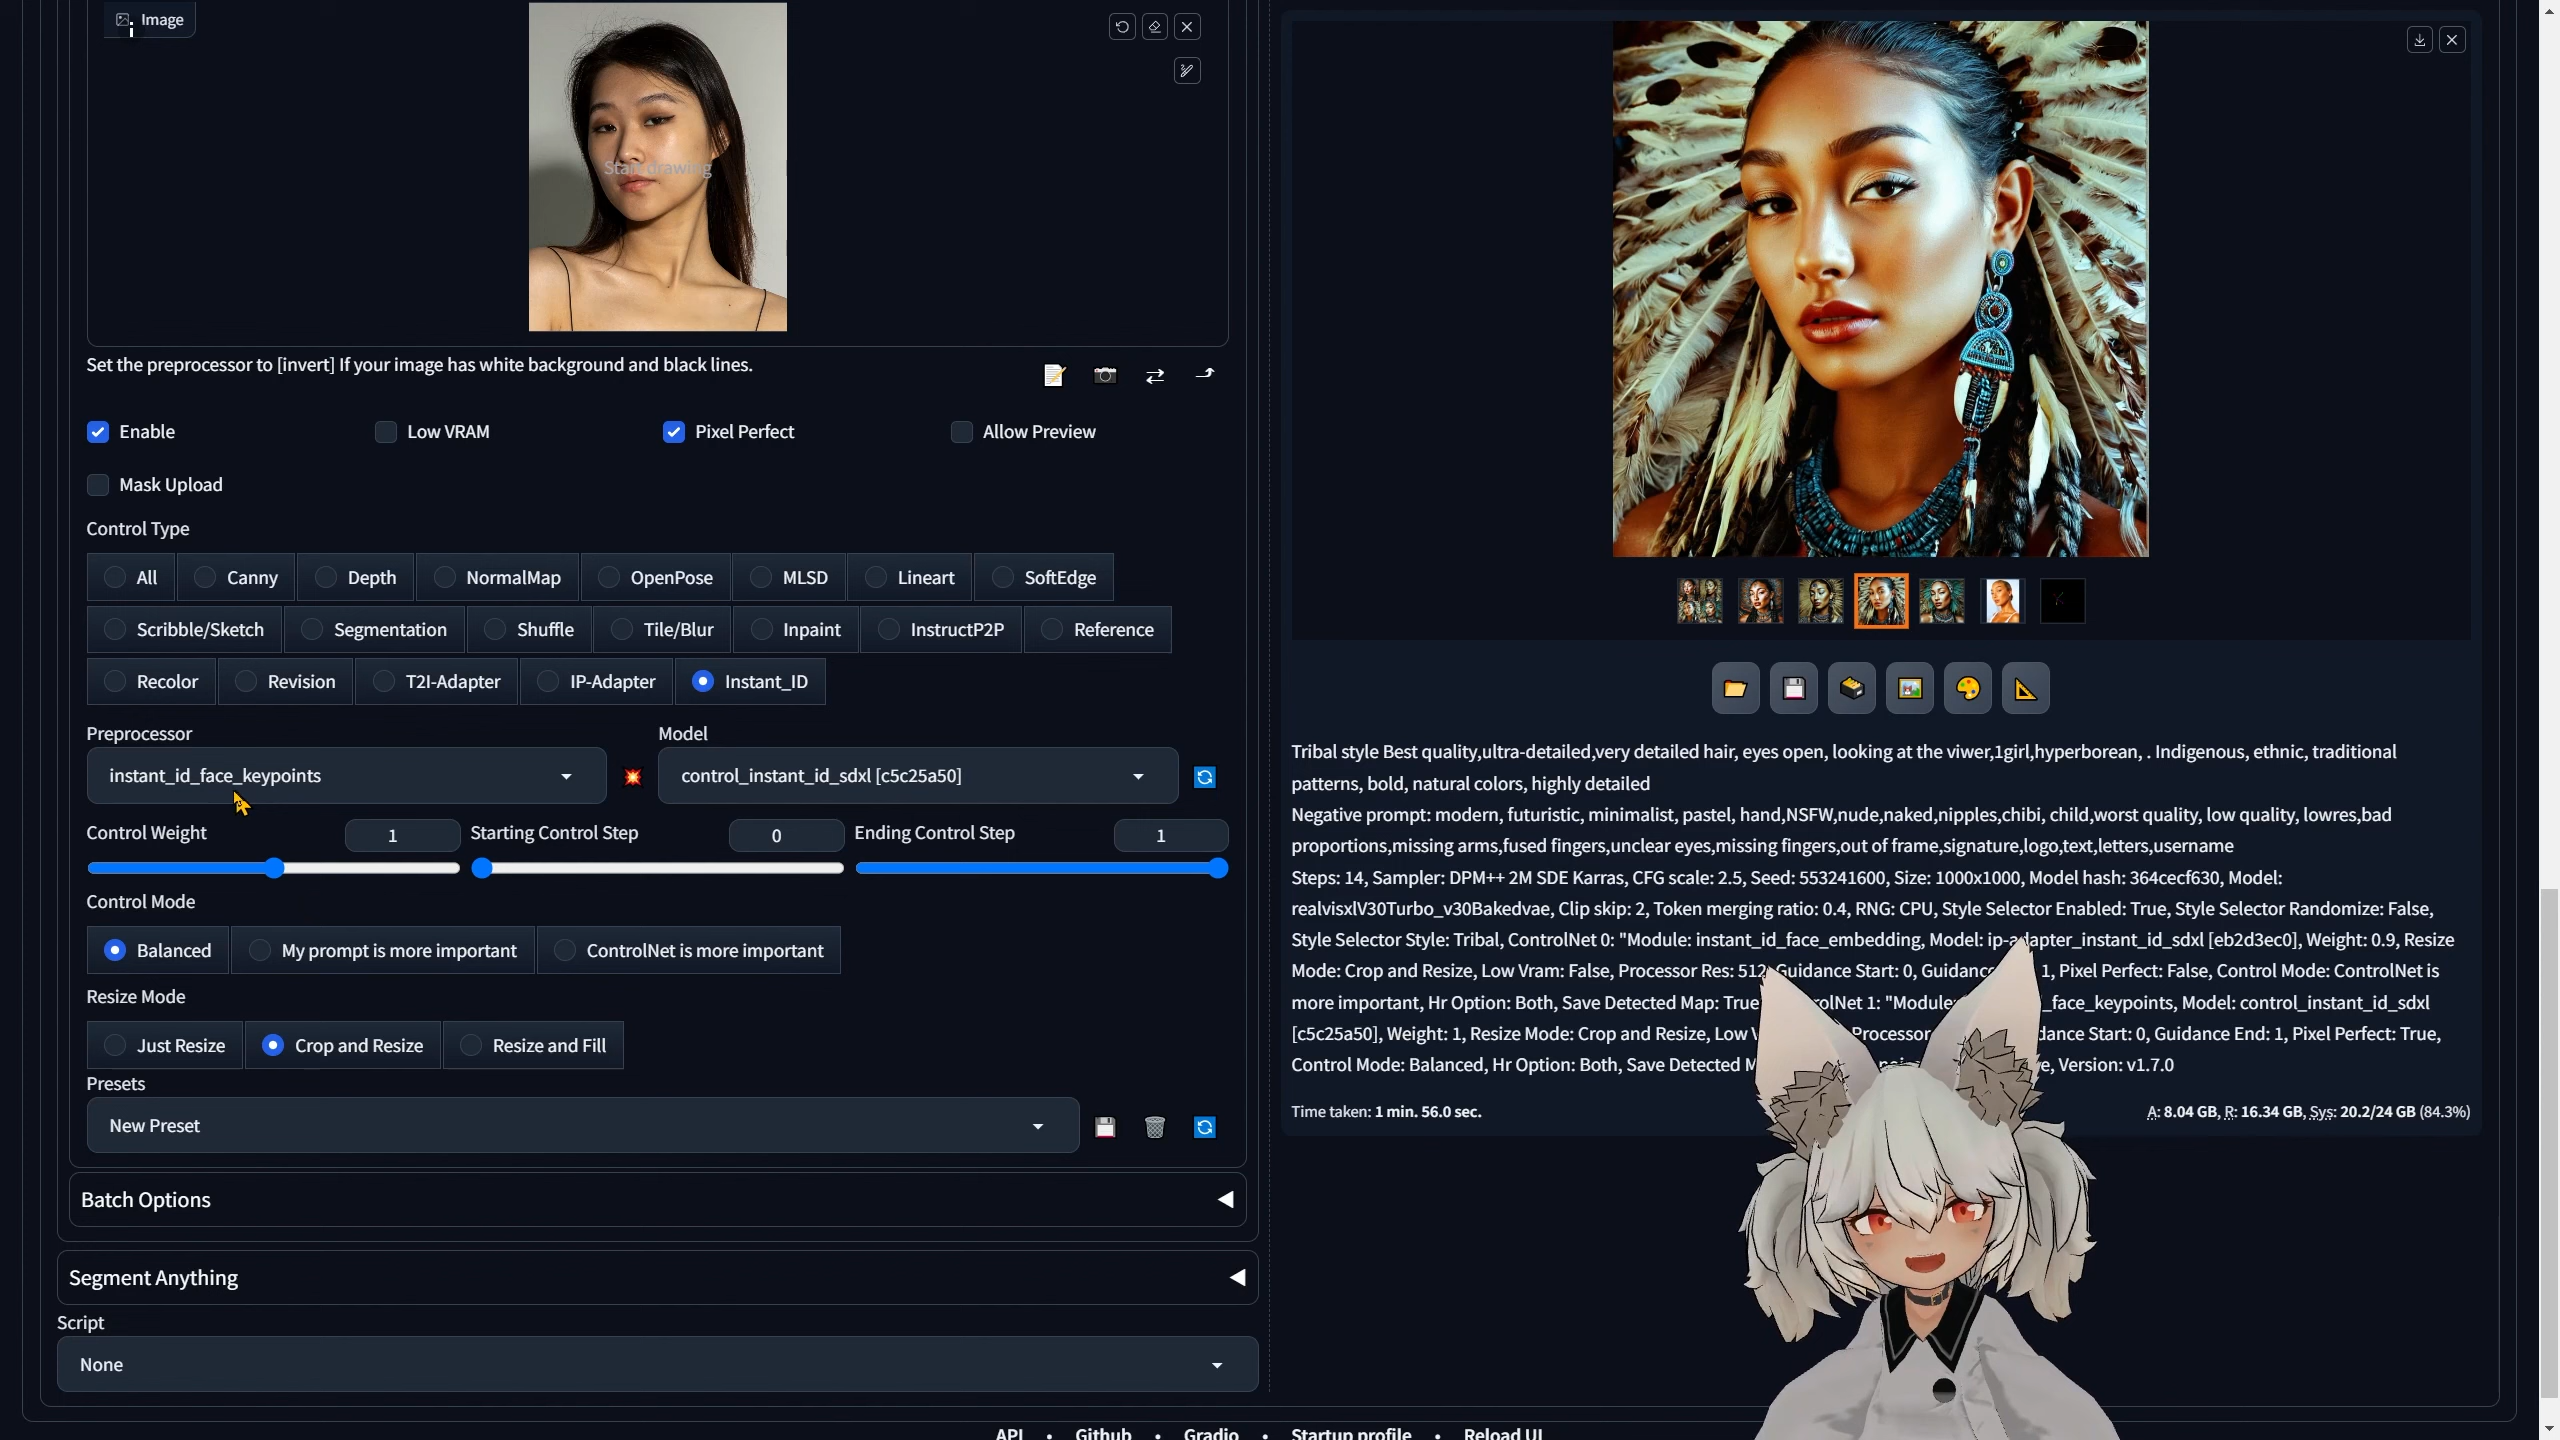 Image
Start drawing
Set the preprocessor to [invert] If your image has white background and black lines.
Enable
Low VRAM
Pixel Perfect
Allow Preview
Mask Upload
Control Type
All
Canny
Depth
NormalMap
OpenPose
MLSD
Lineart
SoftEdge
Scribble/Sketch
Segmentation
Shuffle
Tile/Blur
Inpaint
InstructP2P
Reference
Recolor
Revision
T2I-Adapter
IP-Adapter
Instant_ID
Preprocessor
Model
instant_id_face_keypoints
control_instant_id_sdxl [c5c25a50]
Control Weight
1
Starting Control Step
0
Ending Control Step
1
Control Mode
Balanced
My prompt is more important
ControlNet is more important
Resize Mode
Just Resize
Crop and Resize
Resize and Fill
Presets
New Preset
Batch Options
Segment Anything
Script
None
Tribal style Best quality,ultra-detailed,very detailed hair, eyes open, looking at the viwer,1girl,hyperborean, . Indigenous, ethnic, traditional
patterns, bold, natural colors, highly detailed
Negative prompt: modern, futuristic, minimalist, pastel, hand,NSFW,nude,naked,nipples,chibi, child,worst quality, low quality, lowres,bad
proportions,missing arms,fused fingers,unclear eyes,missing fingers,out of frame,signature,logo,text,letters,username
Steps: 14, Sampler: DPM++ 2M SDE Karras, CFG scale: 2.5, Seed: 553241600, Size: 1000x1000, Model hash: 364cecf630, Model:
realvisxlV30Turbo_v30Bakedvae, Clip skip: 2, Token merging ratio: 0.4, RNG: CPU, Style Selector Enabled: True, Style Selector Randomize: False,
Style Selector Style: Tribal, ControlNet 0: "Module: instant_id_face_embedding, Model: ip-adapter_instant_id_sdxl [eb2d3ec0], Weight: 0.9, Resize
Mode: Crop and Resize, Low Vram: False, Processor Res: 512, Guidance Start: 0, Guidance 1, Pixel Perfect: False, Control Mode: ControlNet is
more important, Hr Option: Both, Save Detected Map: True rolNet 1: "Module: _face_keypoints, Model: control_instant_id_sdxl
[c5c25a50], Weight: 1, Resize Mode: Crop and Resize, Low Processor dance Start: 0, Guidance End: 1, Pixel Perfect: True,
Control Mode: Balanced, Hr Option: Both, Save Detected Version: v1.7.0
Time taken: 1 min. 56.0 sec.
A: 8.04 GB, R: 16.34 GB, Sys: 20.2/24 GB (84.3%)
API • Github • Gradio • Startup profile • Reload UI